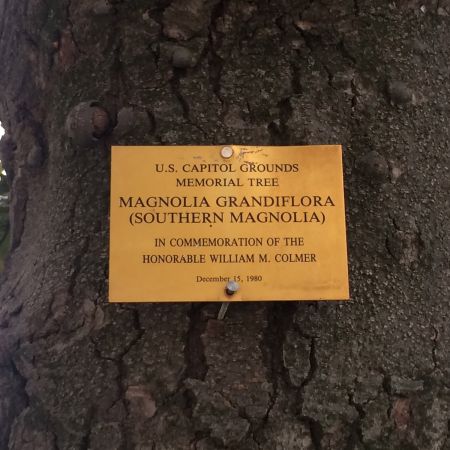 U.S. CAPITOL GROUNDS
MEMORIAL TREE
MAGNOLIA GRANDIFLORA
(SOUTHERN MAGNOLIA)
IN COMMEMORATION OF THE
HONORABLE WILLIAM M. COLMER
December 15, 1980